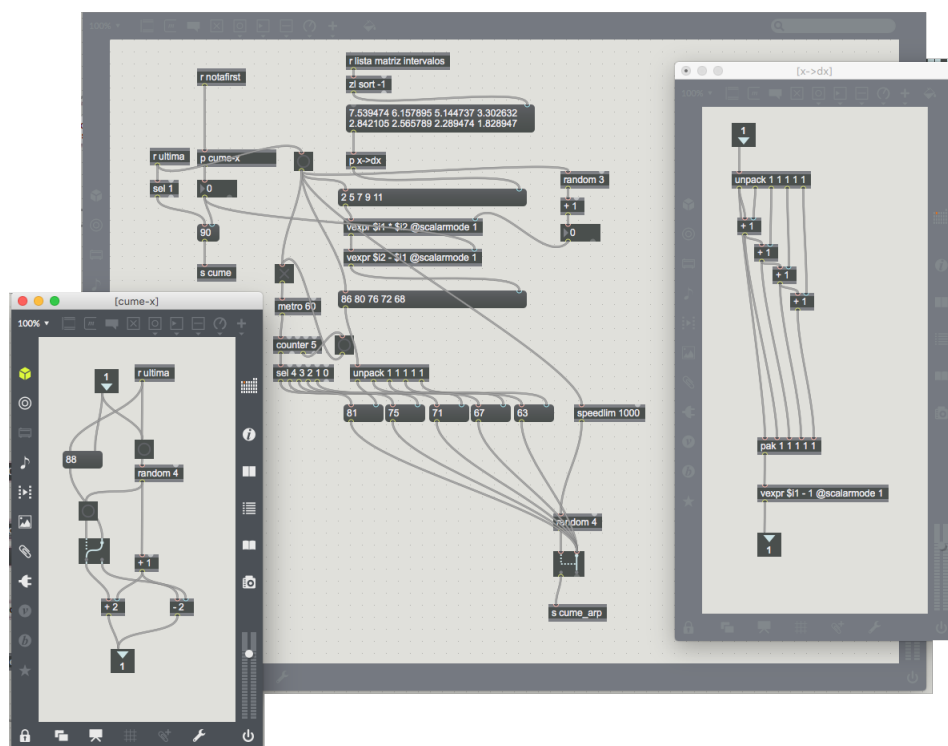 100%
r lista matriz intervalos
r notafirst
zl sort -1
7.539474 6.157895 5.144737 3.302632
2.842105 2.565789 2.289474 1.828947
r ultima
p cume-x
p x->dx
sel 1
0
random 3
2 5 7 9 11
+ 1
90
vexpr $i1 * $i2 @scalarmode 1
0
vexpr $i2 - $i1 @scalarmode 1
s cume
86 80 76 72 68
metro 60
counter 5
sel 4 3 2 1 0
unpack 1 1 1 1 1
81
75
71
67
63
speedlim 1000
random 4
s cume_arp
[cume-x]
100%
1
r ultima
88
random 4
+ 1
+ 2
- 2
1
[x->dx]
100%
1
unpack 1 1 1 1 1
+ 1
+ 1
+ 1
+ 1
pak 1 1 1 1 1
vexpr $i1 - 1 @scalarmode 1
1